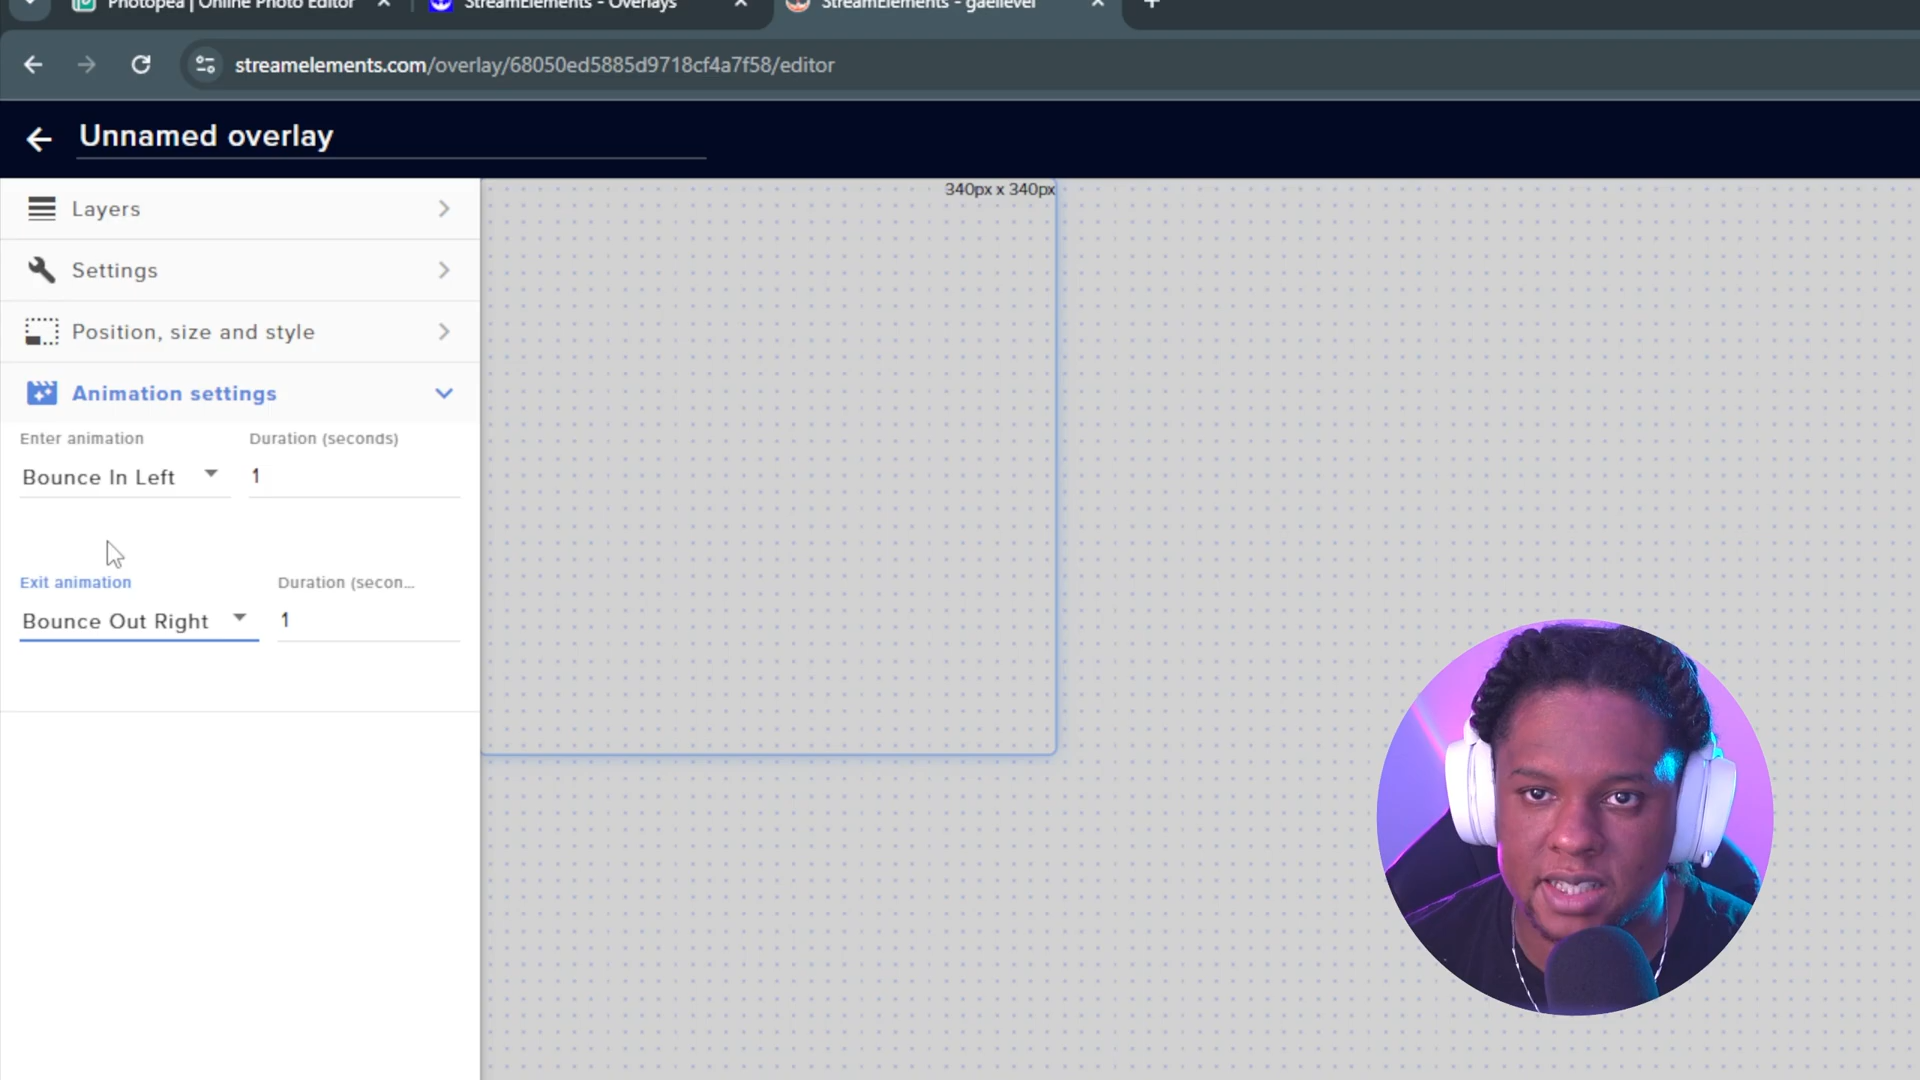 Photopea | Online Photo Editor
StreamElements - Overlays
StreamElements - gaellevel
streamelements.com/overlay/68050ed5885d9718cf4a7f58/editor
Unnamed overlay
Layers
340px x 340px
Settings
Position, size and style
Animation settings
Enter animation Duration (seconds)
Bounce In Left 1
Exit animation Duration (secon...
Bounce Out Right 1